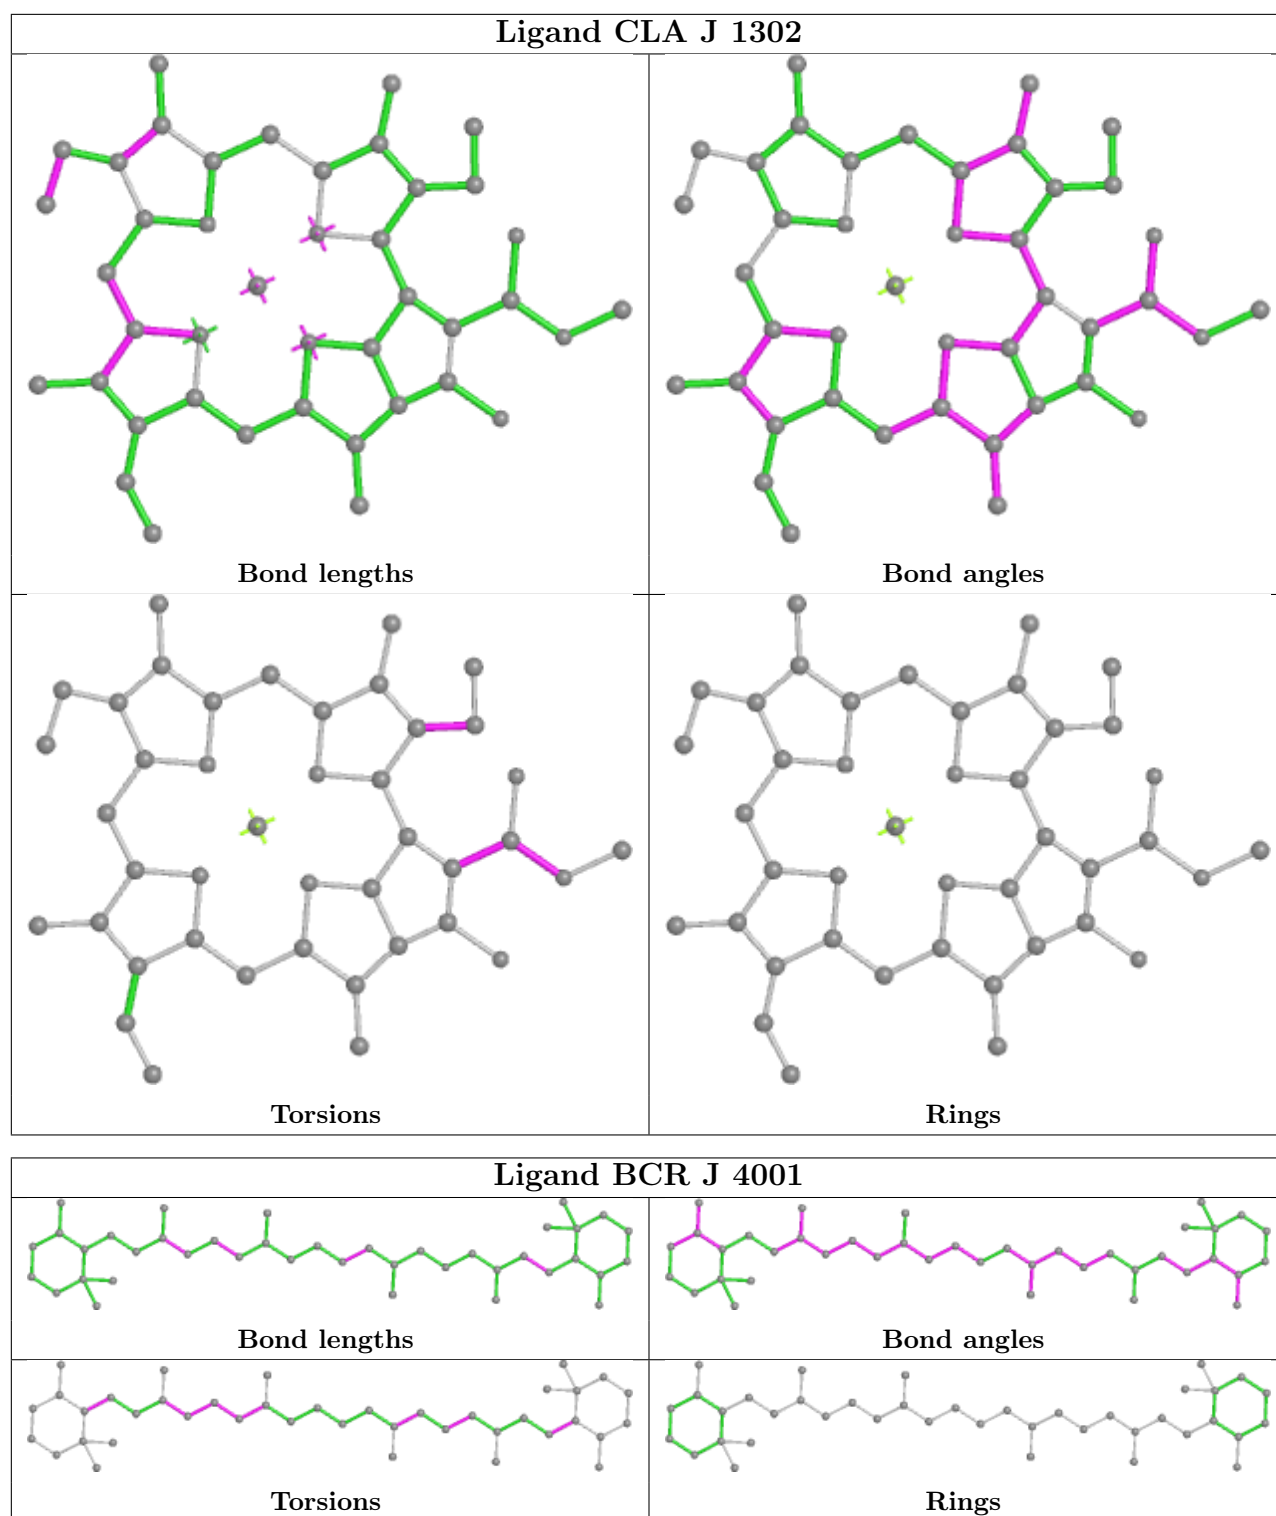 Ligand CLA J 1302
Bond lengths
Bond angles
Torsions
Rings
Ligand BCR J 4001
Bond lengths
Bond angles
Torsions
Rings